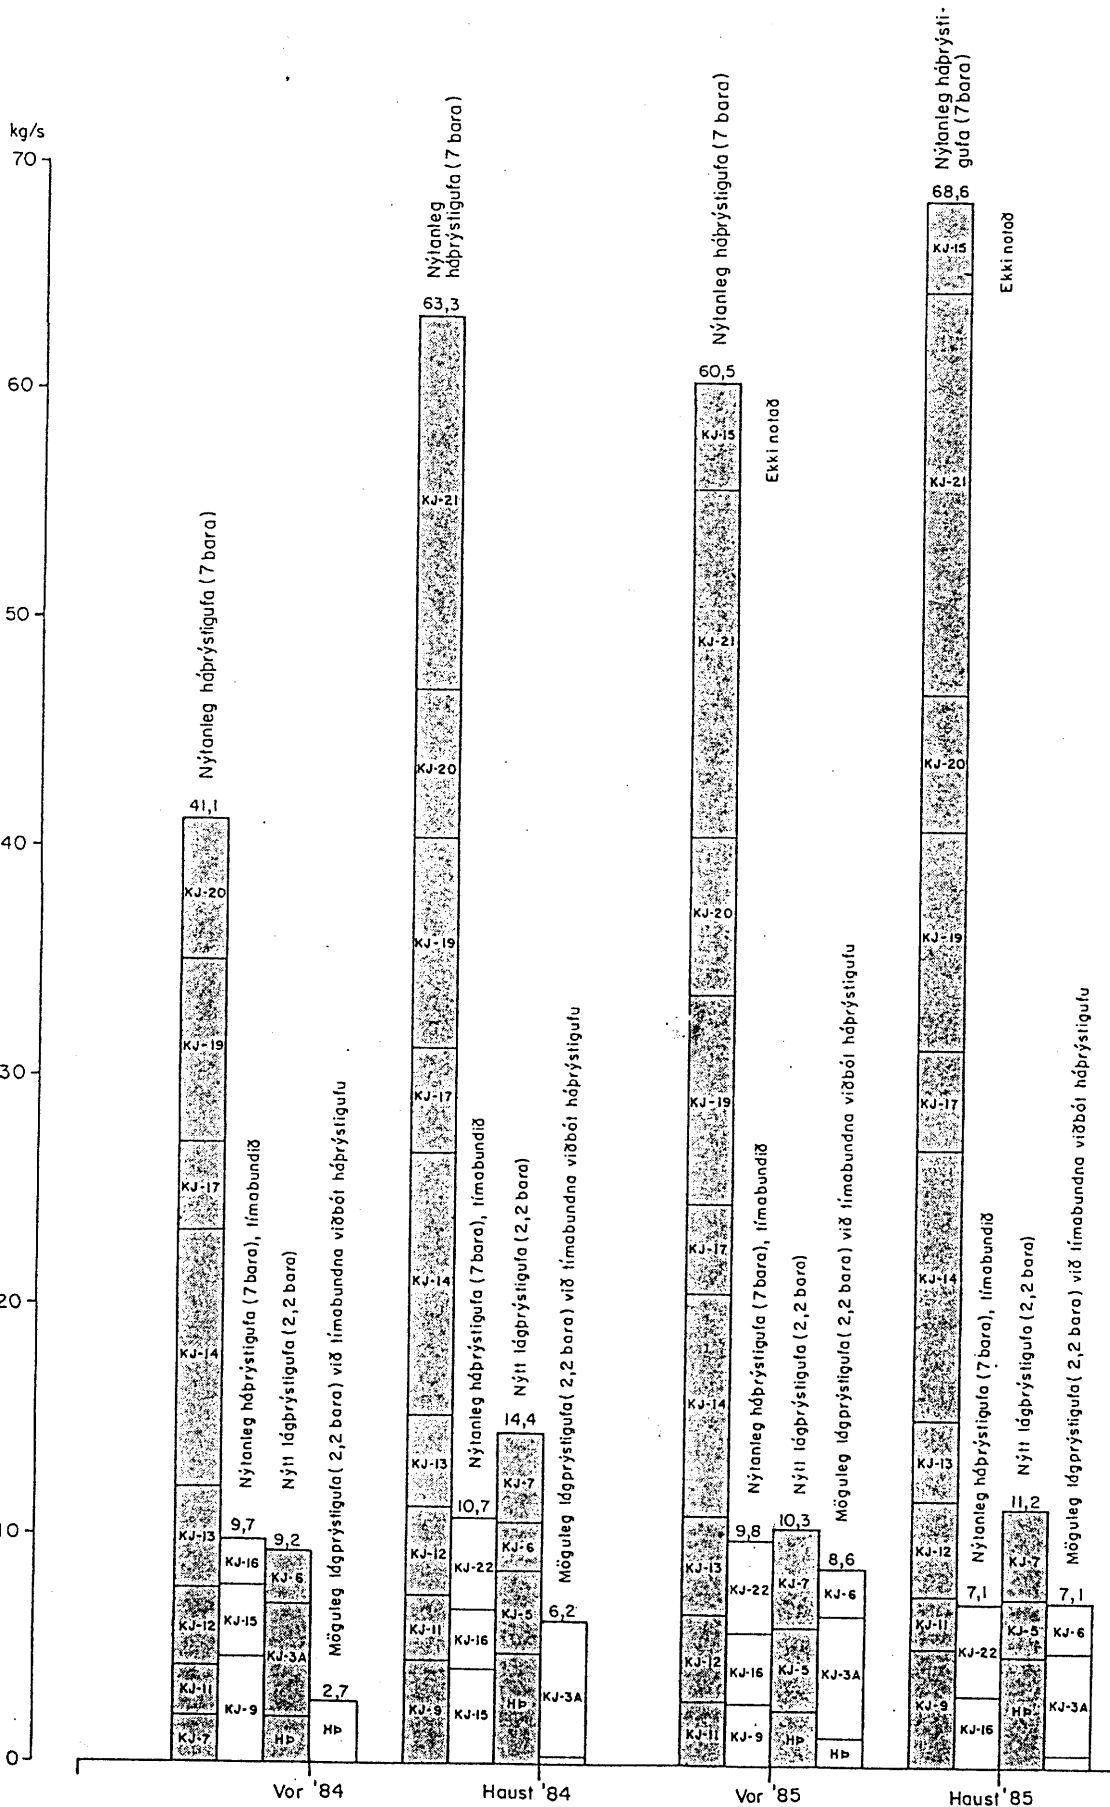 kg/s
70
60
50
40
30
20
10
0
Nýtanleg háþrýstigufa (7 bara)
41,1
KJ-20
KJ-19
KJ-17
KJ-14
KJ-13
KJ-12
KJ-11
KJ-7
Nýtanleg háþrýstigufa (7 bara), tímabundið
9,7
KJ-16
KJ-15
KJ-9
Nýtt lágþrýstigufa (2,2 bara)
9,2
KJ-6
KJ-3A
HÞ
Möguleg lágþrýstigufa (2,2 bara) við tímabundna viðbót háþrýstigufu
2,7
HÞ
Vor '84
Nýtanleg
háþrýstigufa (7 bara)
63,3
KJ-21
KJ-20
KJ-19
KJ-17
KJ-14
KJ-13
KJ-12
KJ-11
KJ-9
Nýtanleg háþrýstigufa (7 bara), tímabundið
10,7
KJ-22
KJ-16
KJ-15
Nýtt lágþrýstigufa (2,2 bara)
14,4
KJ-7
KJ-6
KJ-5
HÞ
Möguleg lágþrýstigufa (2,2 bara) við tímabundna viðbót háþrýstigufu
6,2
KJ-3A
Haust '84
Nýtanleg háþrýstigufa (7 bara)
60,5
Ekki notað
KJ-15
KJ-21
KJ-20
KJ-19
KJ-17
KJ-14
KJ-13
KJ-12
KJ-11
Nýtanleg háþrýstigufa (7 bara), tímabundið
9,8
KJ-22
KJ-16
KJ-9
Nýtt lágþrýstigufa (2,2 bara)
10,3
KJ-7
KJ-5
HÞ
Möguleg lágþrýstigufa (2,2 bara) við tímabundna viðbót háþrýstigufu
8,6
KJ-6
KJ-3A
HÞ
Vor '85
Nýtanleg háþrýsti-
gufa (7 bara)
68,6
Ekki notað
KJ-15
KJ-21
KJ-20
KJ-19
KJ-17
KJ-14
KJ-13
KJ-12
KJ-11
KJ-9
Nýtanleg háþrýstigufa (7 bara), tímabundið
7,1
KJ-22
KJ-16
Nýtt lágþrýstigufa (2,2 bara)
11,2
KJ-7
KJ-5
HÞ
Möguleg lágþrýstigufa (2,2 bara) við tímabundna viðbót háþrýstigufu
7,1
KJ-6
KJ-3A
Haust '85